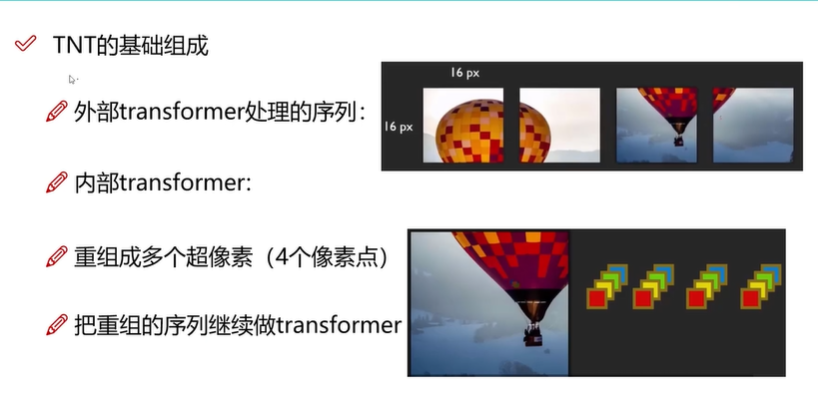 TNT的基础组成
16 px
外部transformer处理的序列：
16 px
内部transformer:
重组成多个超像素（4个像素点）
把重组的序列继续做transformer